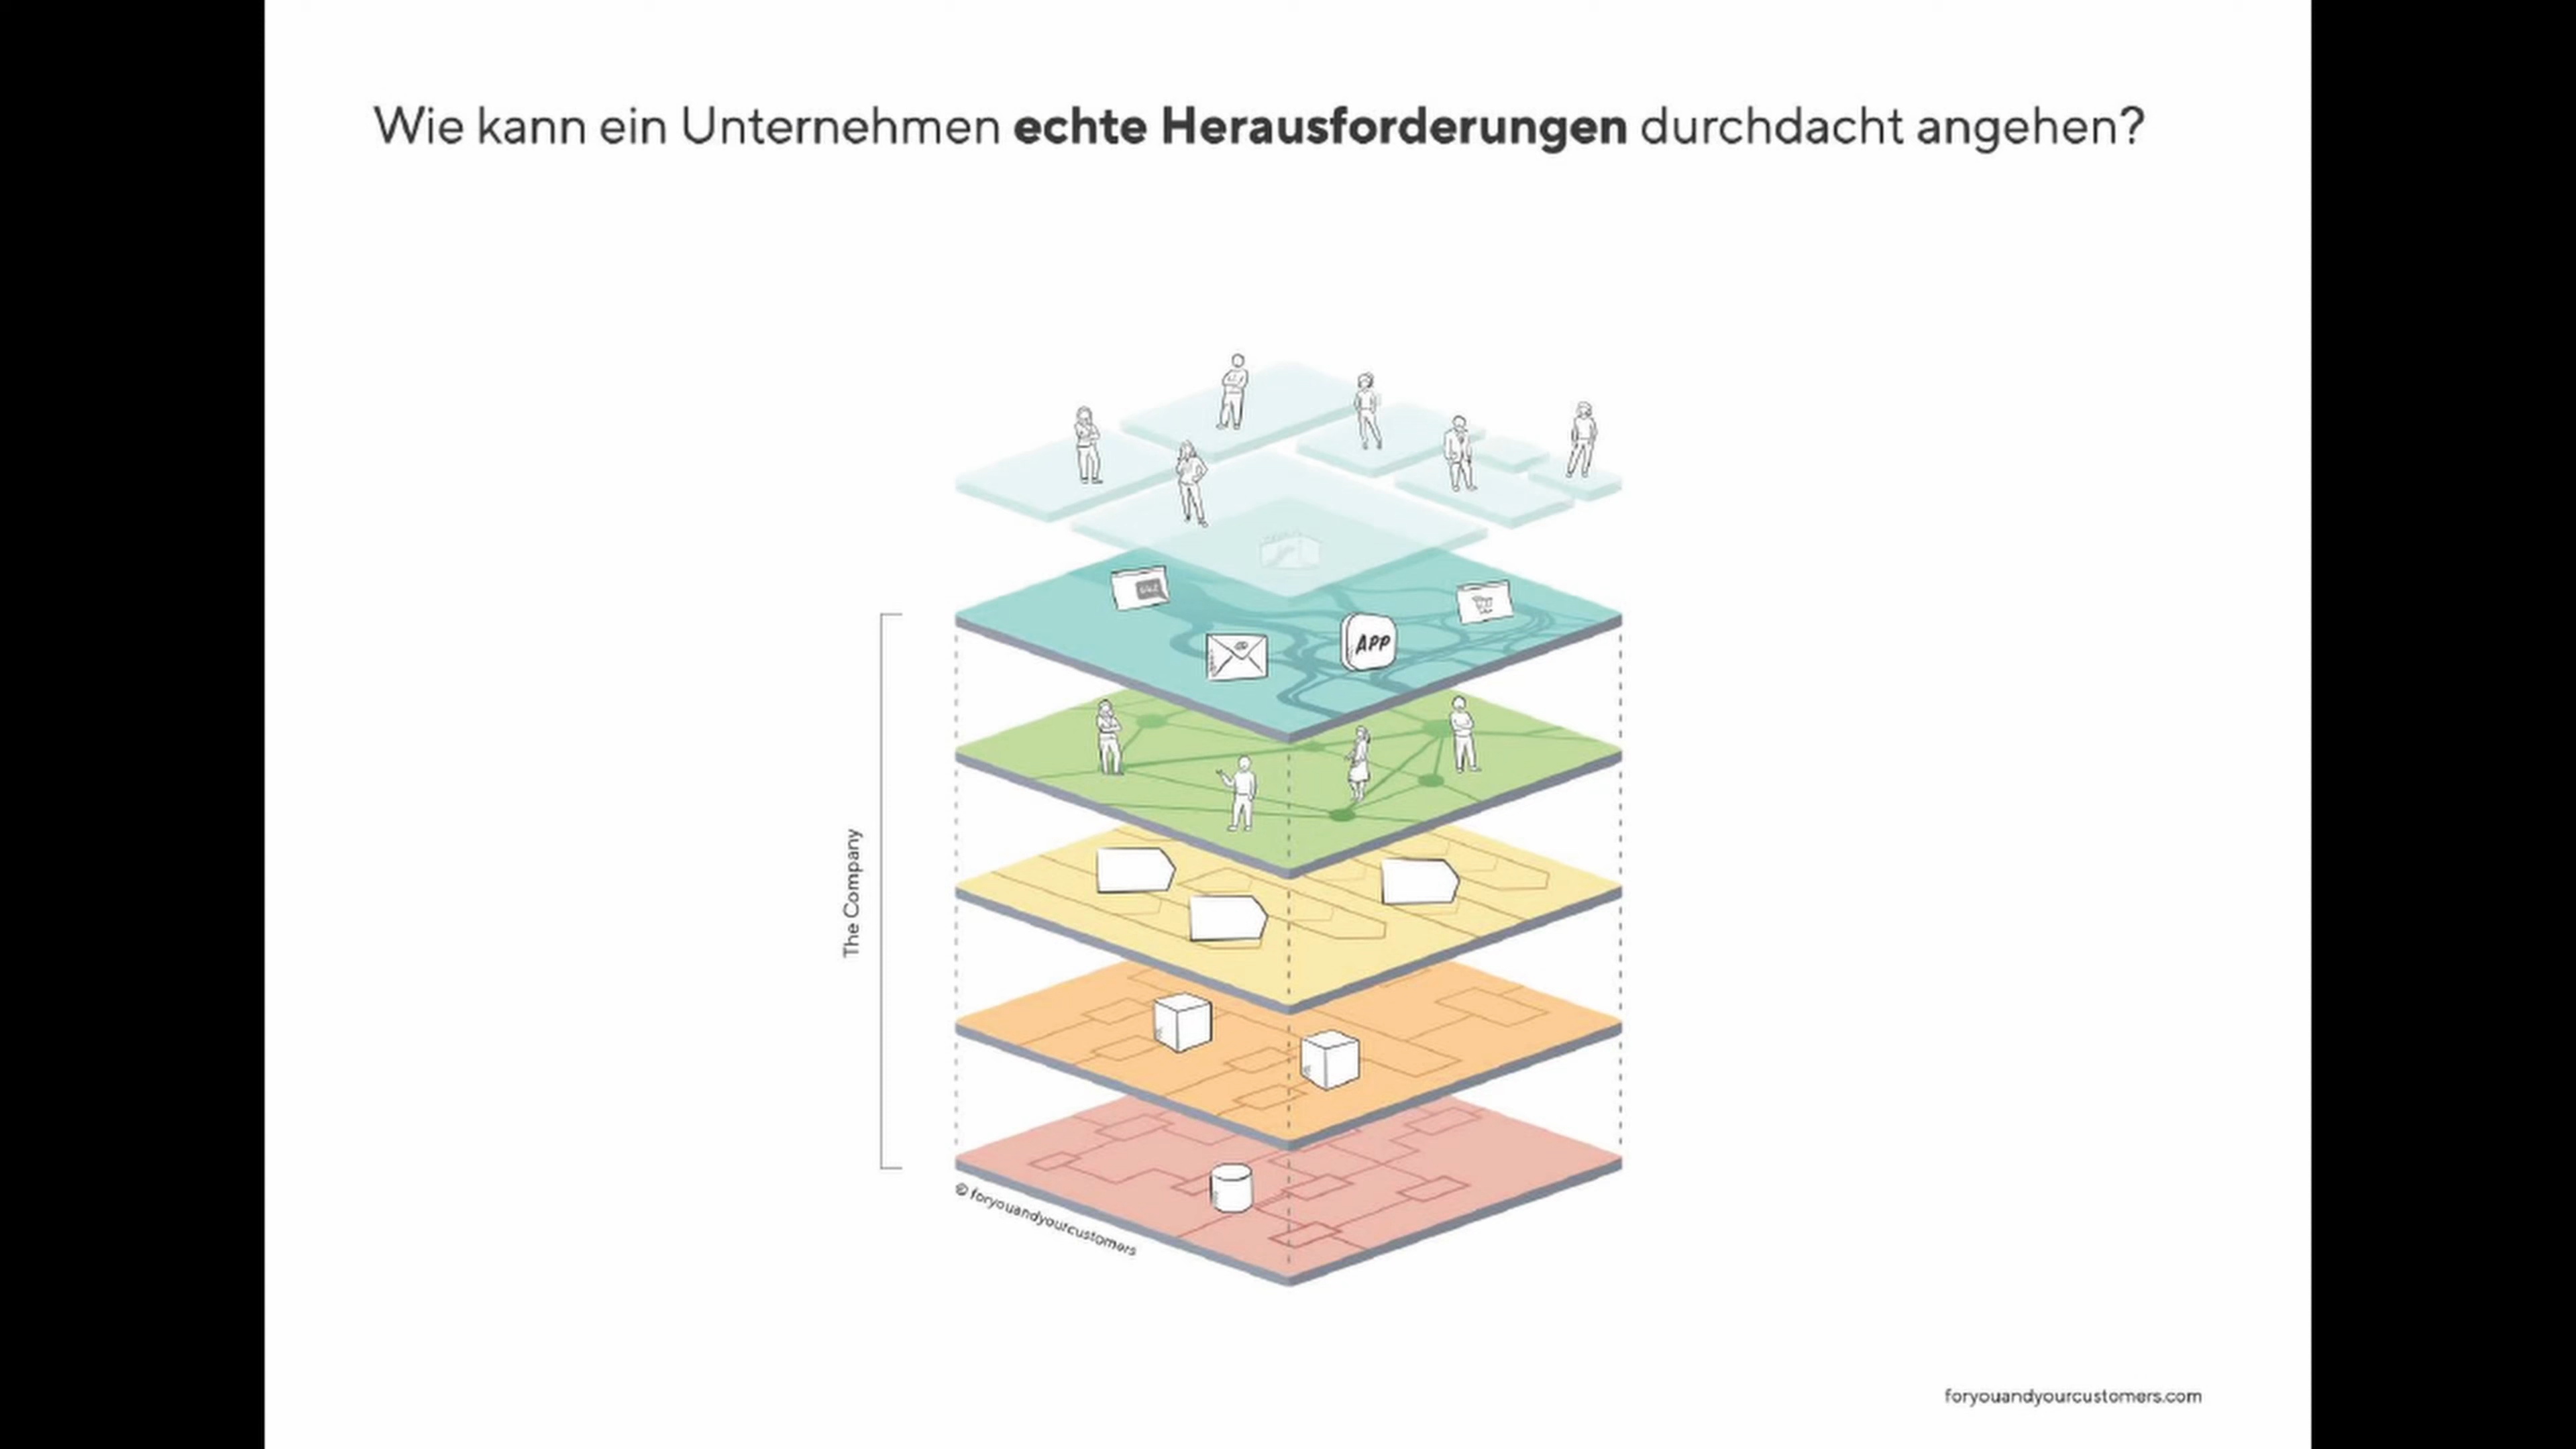 Wie kann ein Unternehmen echte Herausforderungen durchdacht angehen?
APP
The Company
© foryouandyourcustomers
foryouandyourcustomers.com